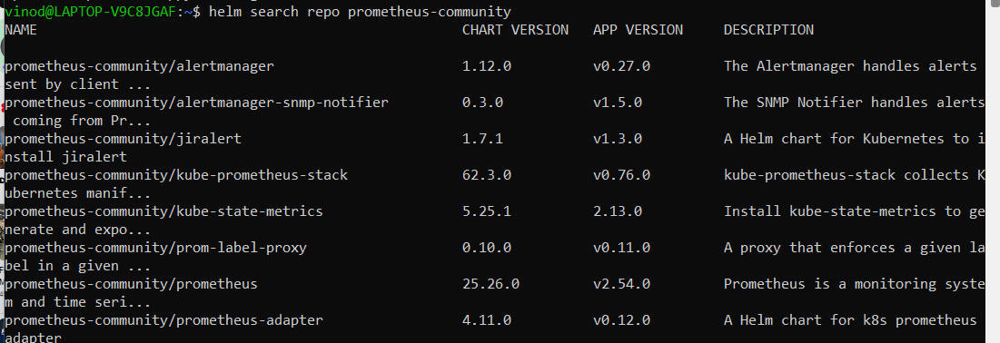 vinod@LAPTOP-V9C8JGAF:~$ helm search repo prometheus-community
NAME CHART VERSION APP VERSION DESCRIPTION
prometheus-community/alertmanager 1.12.0 v0.27.0 The Alertmanager handles alerts
sent by client ...
prometheus-community/alertmanager-snmp-notifier 0.3.0 v1.5.0 The SNMP Notifier handles alerts
coming from Pr...
prometheus-community/jiralert 1.7.1 v1.3.0 A Helm chart for Kubernetes to i
nstall jiralert
prometheus-community/kube-prometheus-stack 62.3.0 v0.76.0 kube-prometheus-stack collects K
ubernetes manif...
prometheus-community/kube-state-metrics 5.25.1 2.13.0 Install kube-state-metrics to ge
nerate and expo...
prometheus-community/prom-label-proxy 0.10.0 v0.11.0 A proxy that enforces a given la
bel in a given ...
prometheus-community/prometheus 25.26.0 v2.54.0 Prometheus is a monitoring syste
m and time seri...
prometheus-community/prometheus-adapter 4.11.0 v0.12.0 A Helm chart for k8s prometheus
adapter